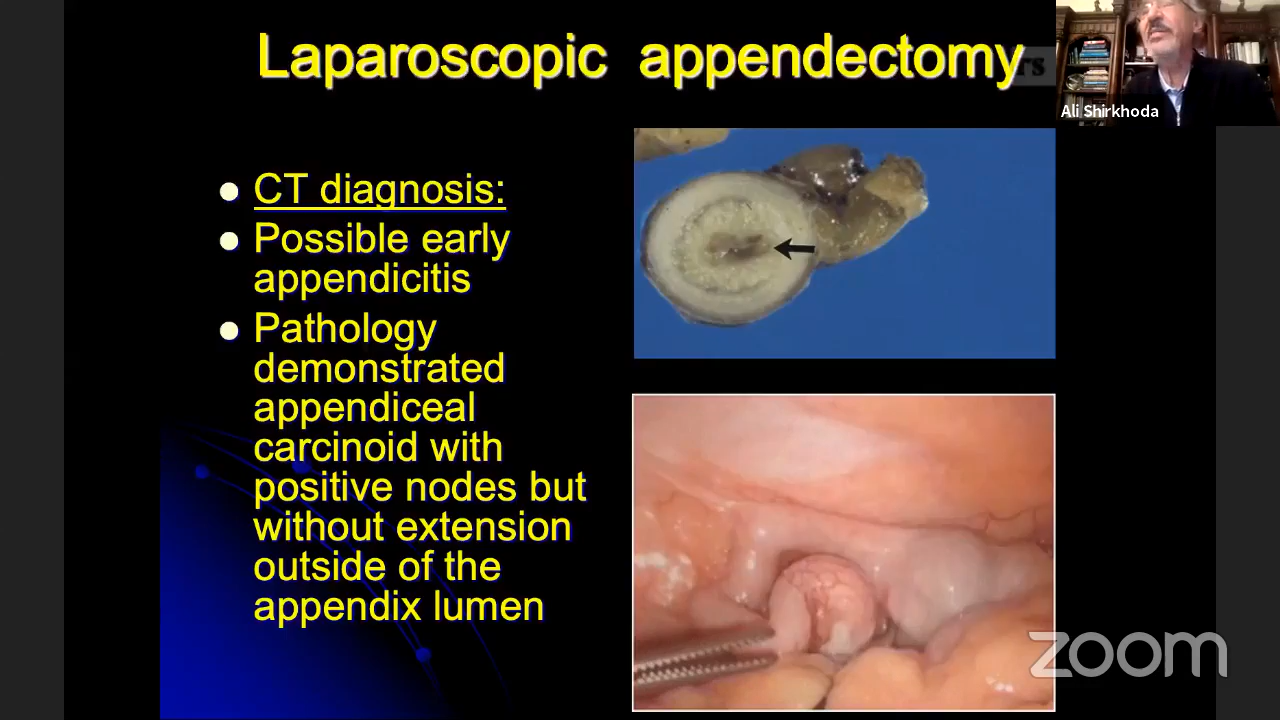 Laparoscopic appendectomy
Ali Shirkhoda
CT diagnosis:
Possible early
appendicitis
Pathology
demonstrated
appendiceal
carcinoid with
positive nodes but
without extension
outside of the
appendix lumen
zoom